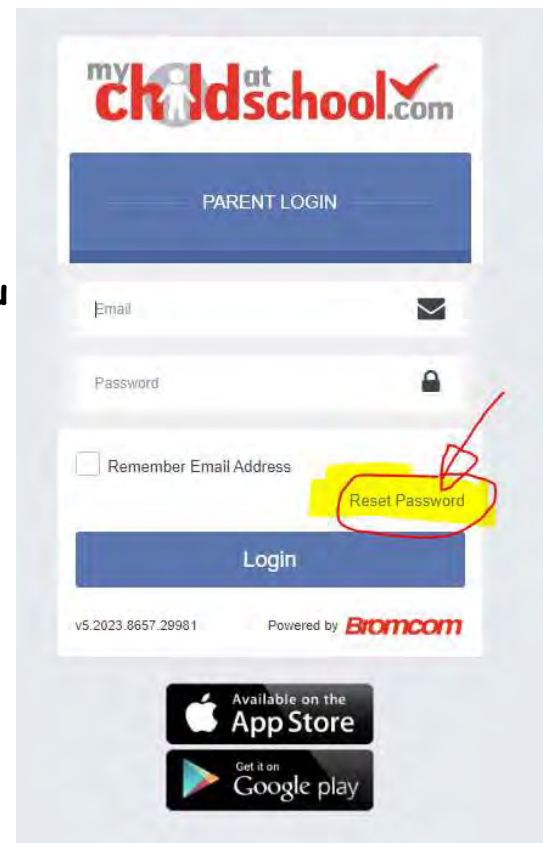 my child at school.com
PARENT LOGIN
Email
Password
Remember Email Address
Reset Password
Login
v5.2023.8657.29981 Powered by Bromcom
Available on the
App Store
Get it on
Google play